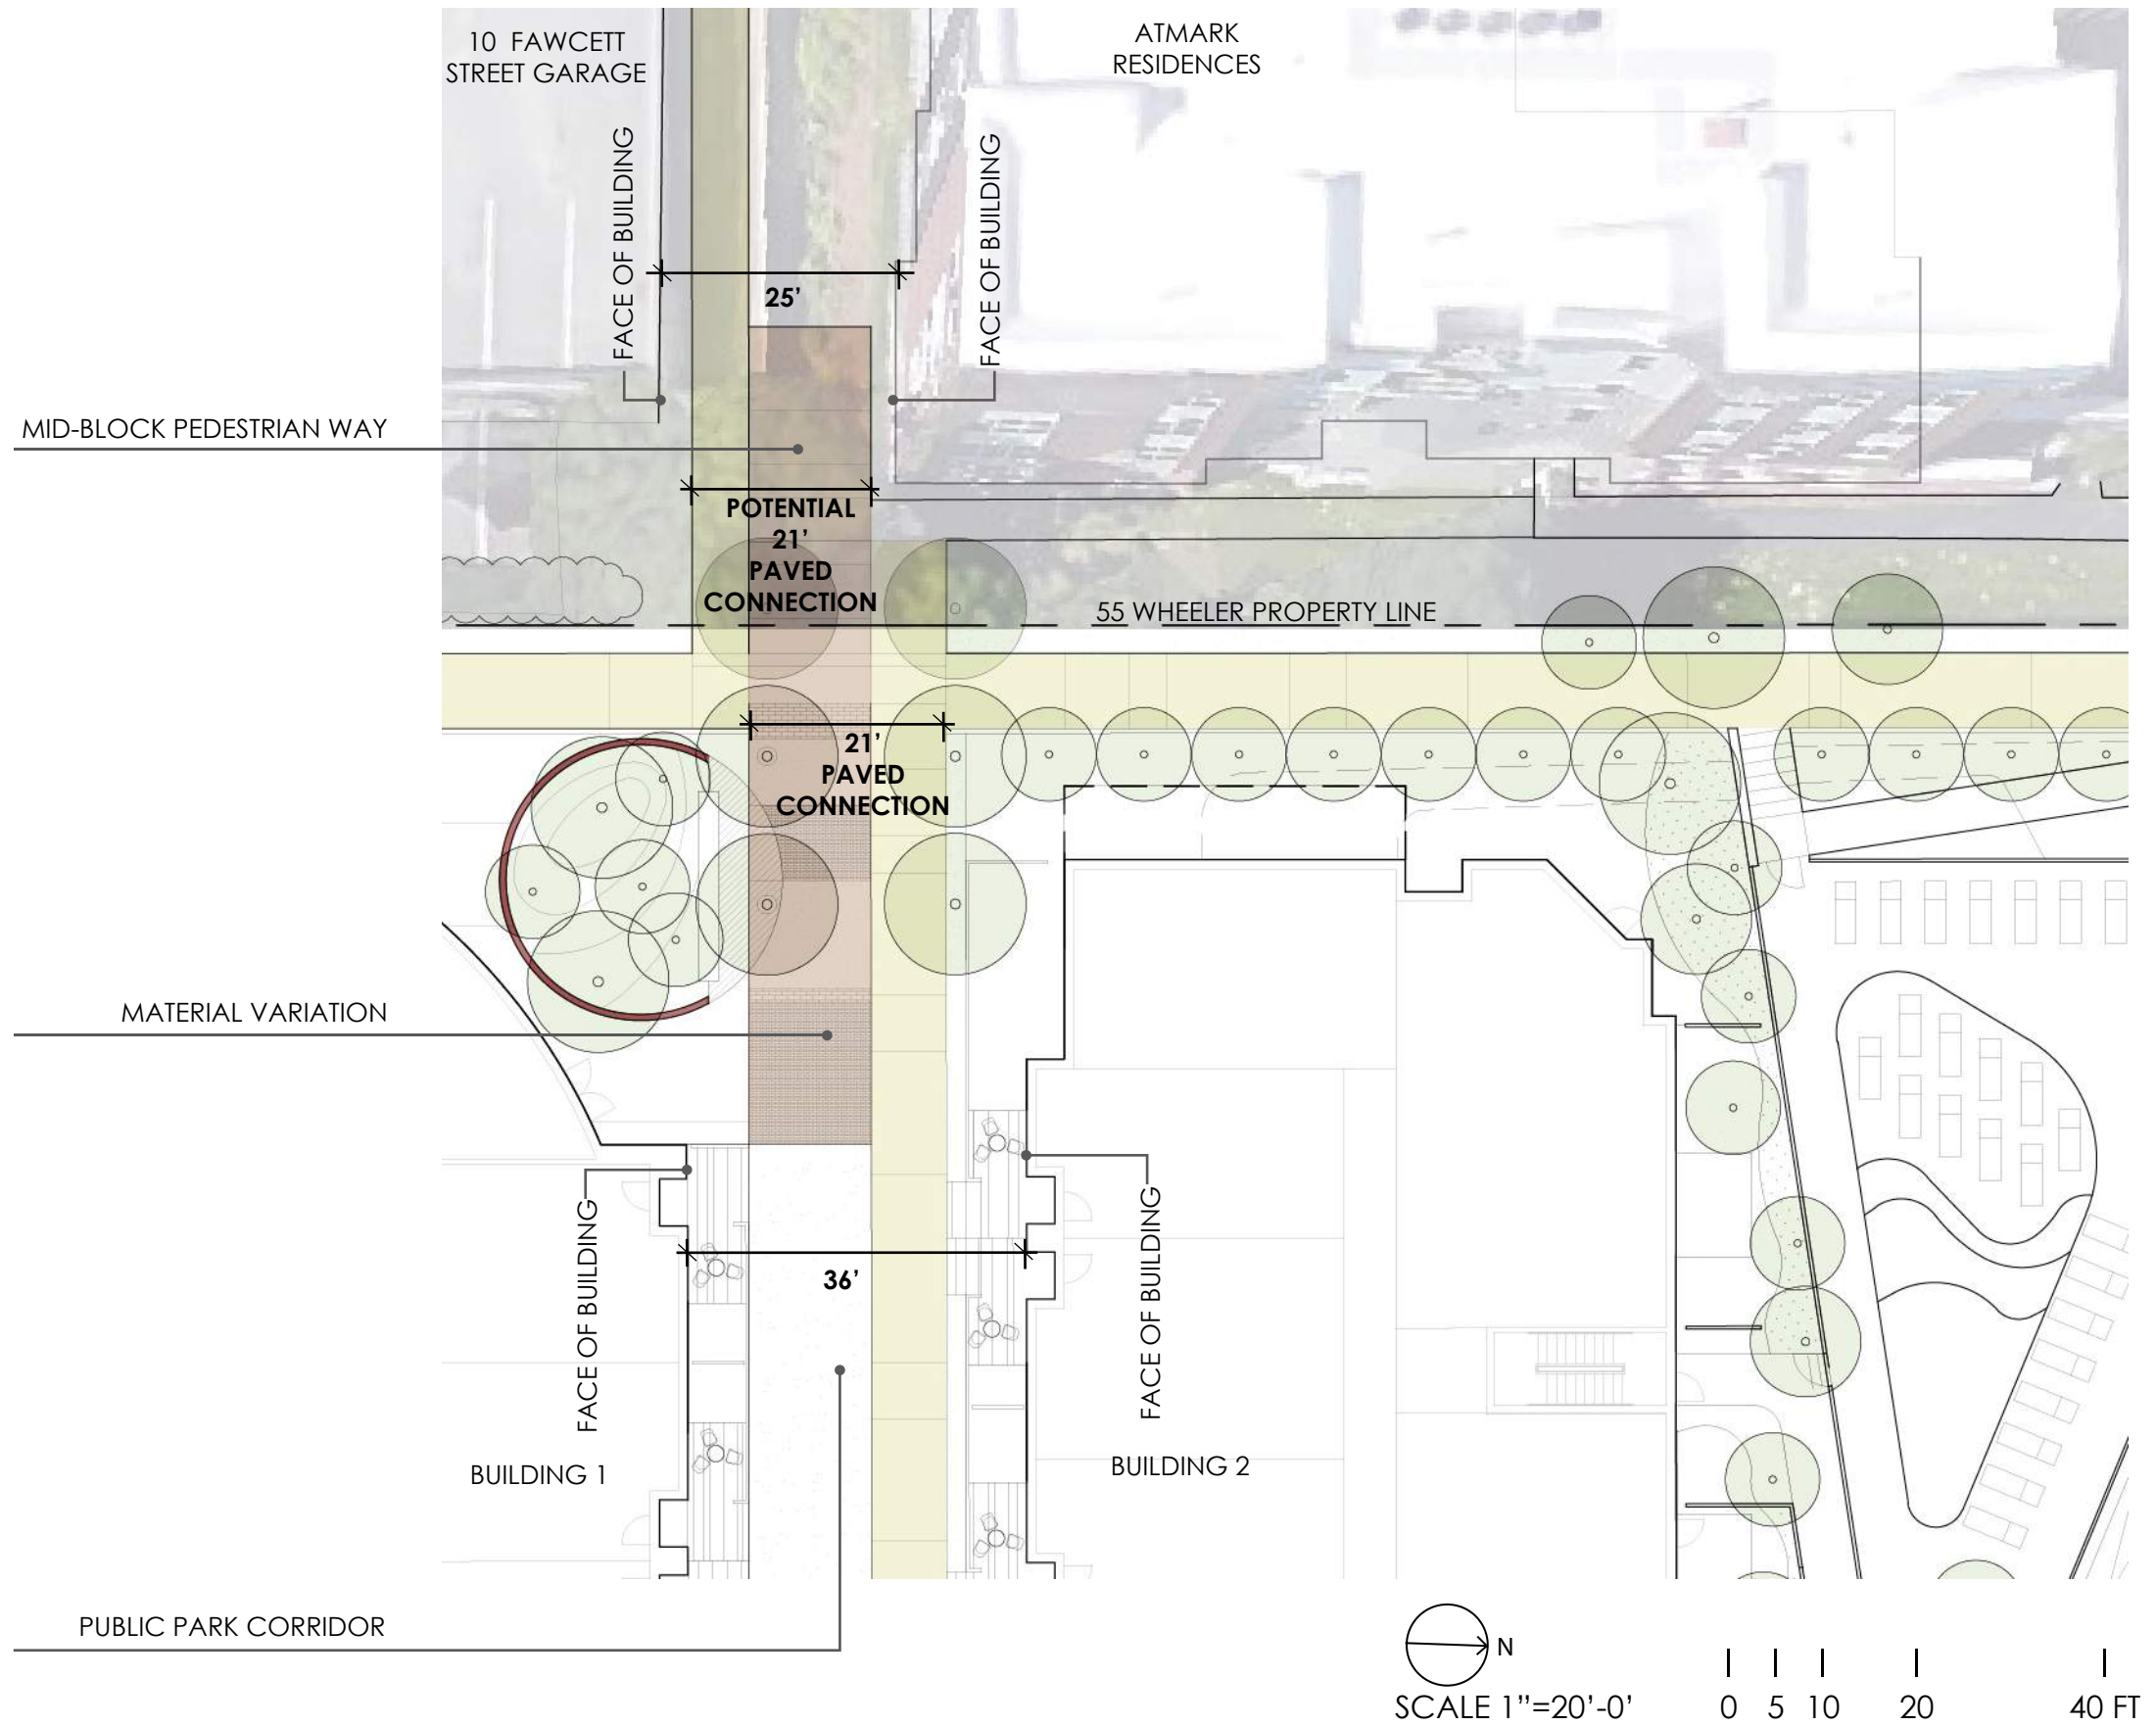 10 FAWCETT
STREET GARAGE
ATMARK
RESIDENCES
FACE OF BUILDING
FACE OF BUILDING
25’
MID-BLOCK PEDESTRIAN WAY
POTENTIAL
21’
PAVED
CONNECTION
55 WHEELER PROPERTY LINE
21’
PAVED
CONNECTION
MATERIAL VARIATION
FACE OF BUILDING
FACE OF BUILDING
36’
BUILDING 1
BUILDING 2
PUBLIC PARK CORRIDOR
N
SCALE 1’’=20’-0’
0 5 10 20 40 FT